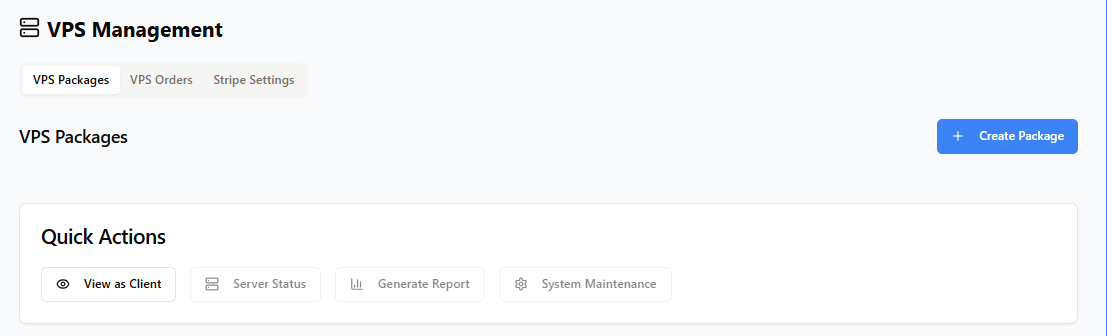 VPS Management
VPS Packages VPS Orders Stripe Settings
VPS Packages
Create Package
Quick Actions
View as Client Server Status Generate Report System Maintenance